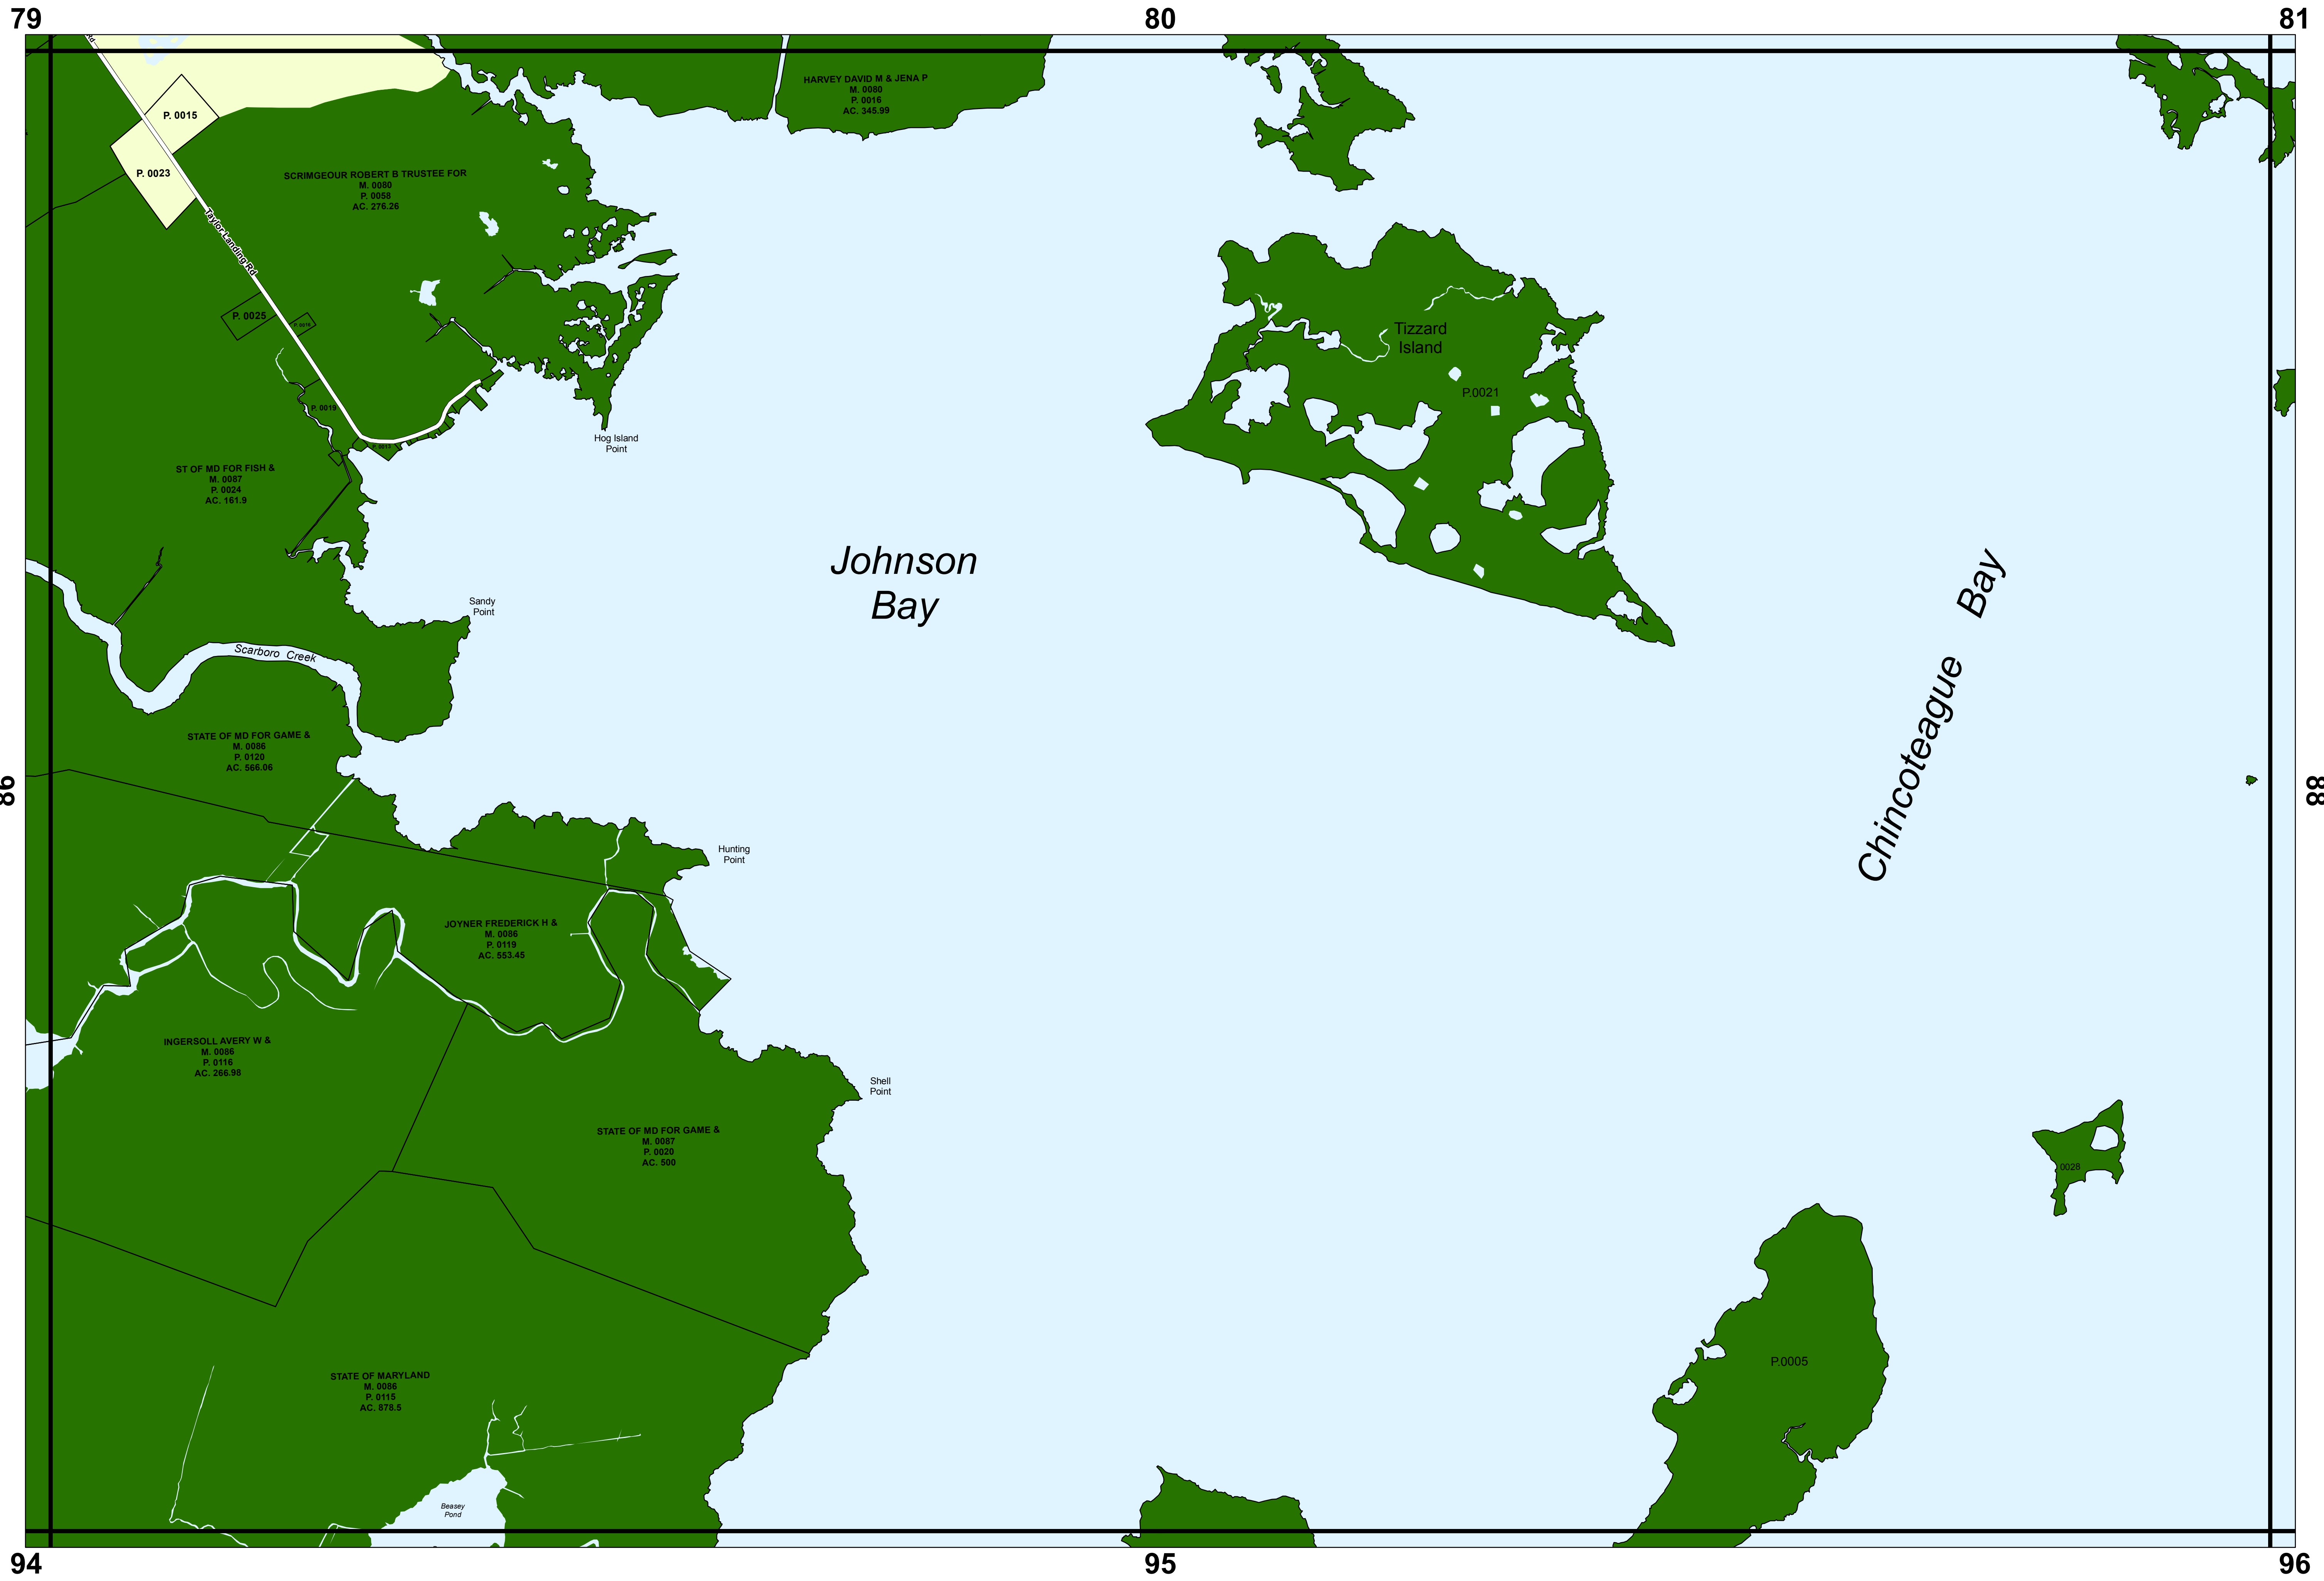 79
80
81
Rd
HARVEY DAVID M & JENA P
M. 0080
P. 0016
AC. 345.99
P. 0015
P. 0023
SCRIMGEOUR ROBERT B TRUSTEE FOR
M. 0080
P. 0058
AC. 276.26
Taylor Landing Rd
P. 0025
Tizzard
Island
P.0021
P. 0019
Hog Island
Point
ST OF MD FOR FISH &
M. 0087
P. 0024
AC. 161.9
Johnson
Bay
Chincoteague Bay
Sandy
Point
Scarboro Creek
STATE OF MD FOR GAME &
M. 0086
P. 0120
AC. 566.06
86
88
Hunting
Point
JOYNER FREDERICK H &
M. 0086
P. 0119
AC. 553.45
INGERSOLL AVERY W &
M. 0086
P. 0116
AC. 266.98
Shell
Point
STATE OF MD FOR GAME &
M. 0087
P. 0020
AC. 500
0028
P.0005
STATE OF MARYLAND
M. 0086
P. 0115
AC. 878.5
Beasey
Pond
94
95
96